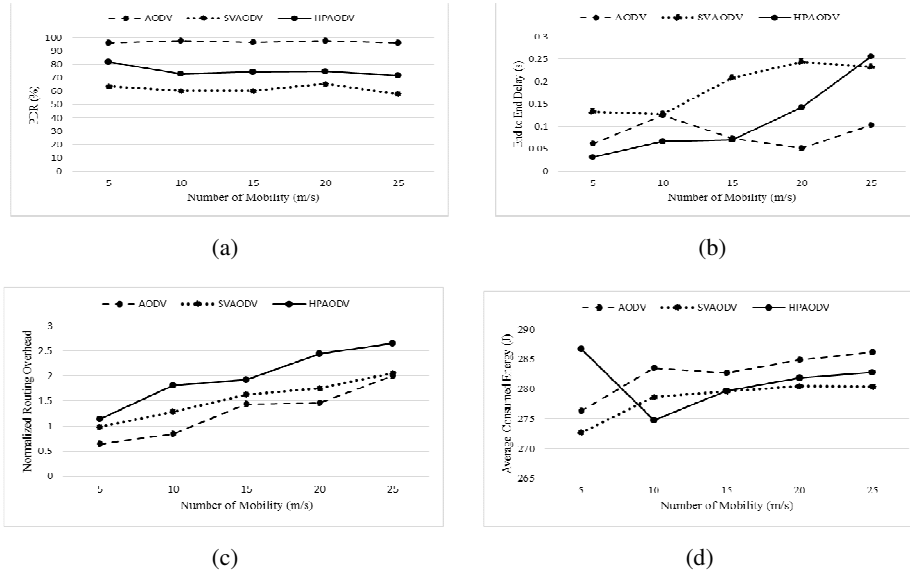 (a)
AODV SVAODV HPAODV
PDR (%)
100
90
80
70
60
50
40
30
20
10
0
5 10 15 20 25
Number of Mobility (m/s)
(b)
AODV SVAODV HPAODV
End to End Delay (s)
0.3
0.25
0.2
0.15
0.1
0.05
0
5 10 15 20 25
Number of Mobility (m/s)
(a)
(b)
AODV SVAODV HPAODV
Normalized Routing Overhead
3
2.5
2
1.5
1
0.5
0
5 10 15 20 25
Number of Mobility (m/s)
AODV SVAODV HPAODV
Average Consumed Energy (J)
290
285
280
275
270
265
5 10 15 20 25
Number of Mobility (m/s)
(c)
(d)